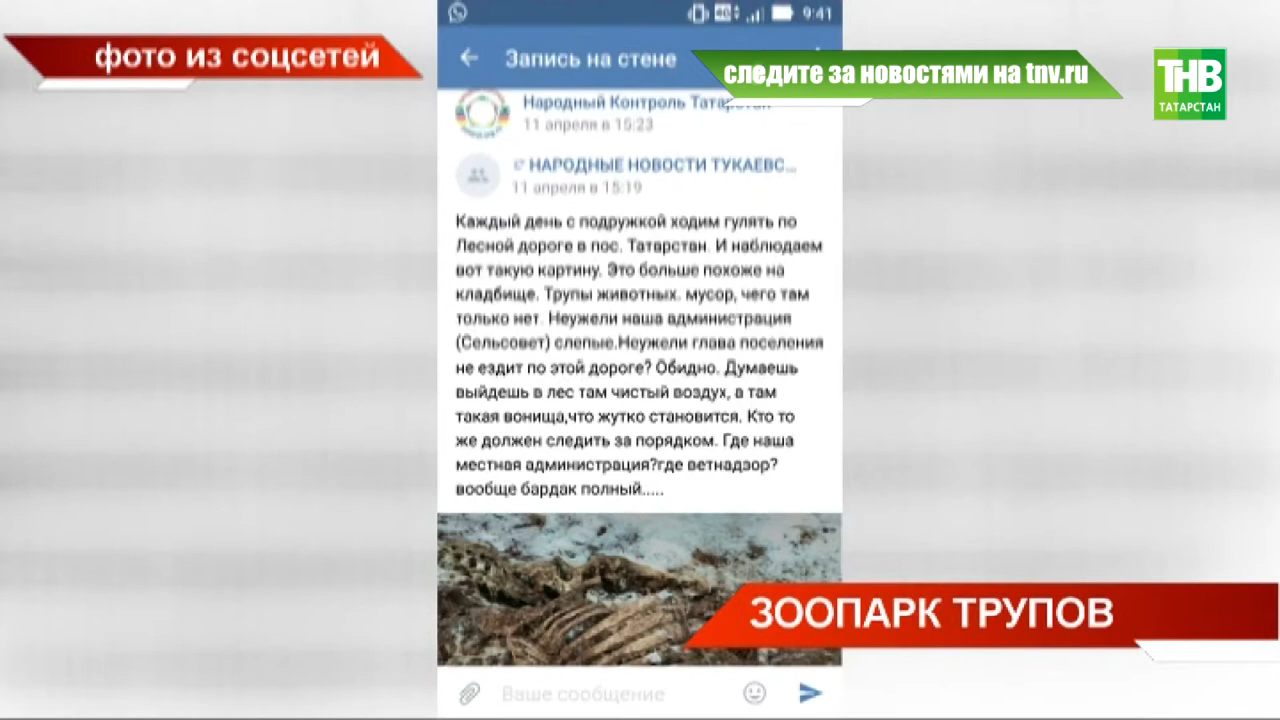 9:41
фото из соцсетей
Запись на стене
следите за новостями на tnv.ru
ТНВ
ТАТАРСТАН
Народный Контроль Татарстан
11 апреля в 15:23
НАРОДНЫЕ НОВОСТИ ТУКАЕВС...
11 апреля в 15:19
Каждый день с подружкой ходим гулять по
Лесной дороге в пос. Татарстан. И наблюдаем
вот такую картину. Это больше похоже на
кладбище. Трупы животных. мусор, чего там
только нет. Неужели наша администрация
(Сельсовет) слепые.Неужели глава поселения
не ездит по этой дороге? Обидно. Думаешь
выйдешь в лес там чистый воздух, а там
такая вонища,что жутко становится. Кто то
же должен следить за порядком. Где наша
местная администрация?где ветнадзор?
вообще бардак полный.....
ЗООПАРК ТРУПОВ
Ваше сообщение